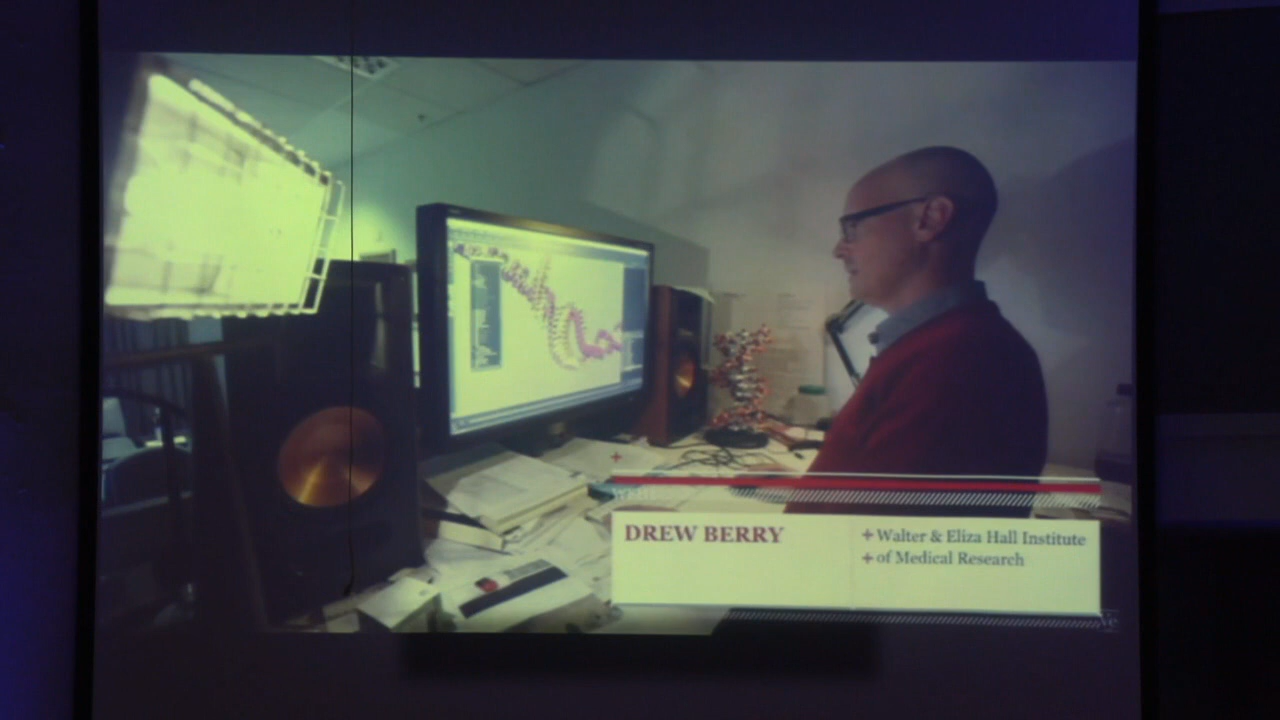 DREW BERRY
+ Walter & Eliza Hall Institute
+ of Medical Research